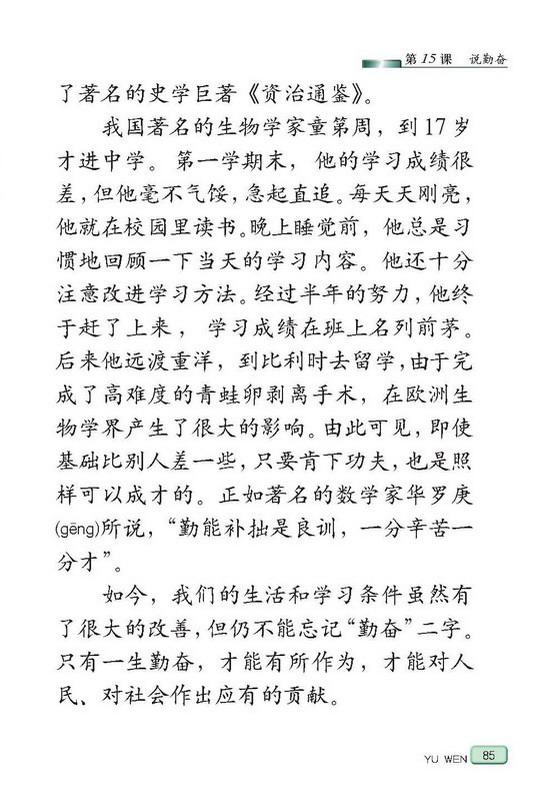 第15课 说勤奋
了著名的史学巨著《资治通鉴》。
我国著名的生物学家童第周，到17岁
才进中学。第一学期末，他的学习成绩很
差，但他毫不气馁，急起直追。每天天刚亮，
他就在校园里读书。晚上睡觉前，他总是习
惯地回顾一下当天的学习内容。他还十分
注意改进学习方法。经过半年的努力，他终
于赶了上来，学习成绩在班上名列前茅。
后来他远渡重洋，到比利时去留学，由于完
成了高难度的青蛙卵剥离手术，在欧洲生
物学界产生了很大的影响。由此可见，即使
基础比别人差一些，只要肯下功夫，也是照
样可以成才的。正如著名的数学家华罗庚
(gēng)所说，“勤能补拙是良训，一分辛苦一
分才”。
如今，我们的生活和学习条件虽然有
了很大的改善，但仍不能忘记“勤奋”二字。
只有一生勤奋，才能有所作为，才能对人
民、对社会作出应有的贡献。
YU WEN 85